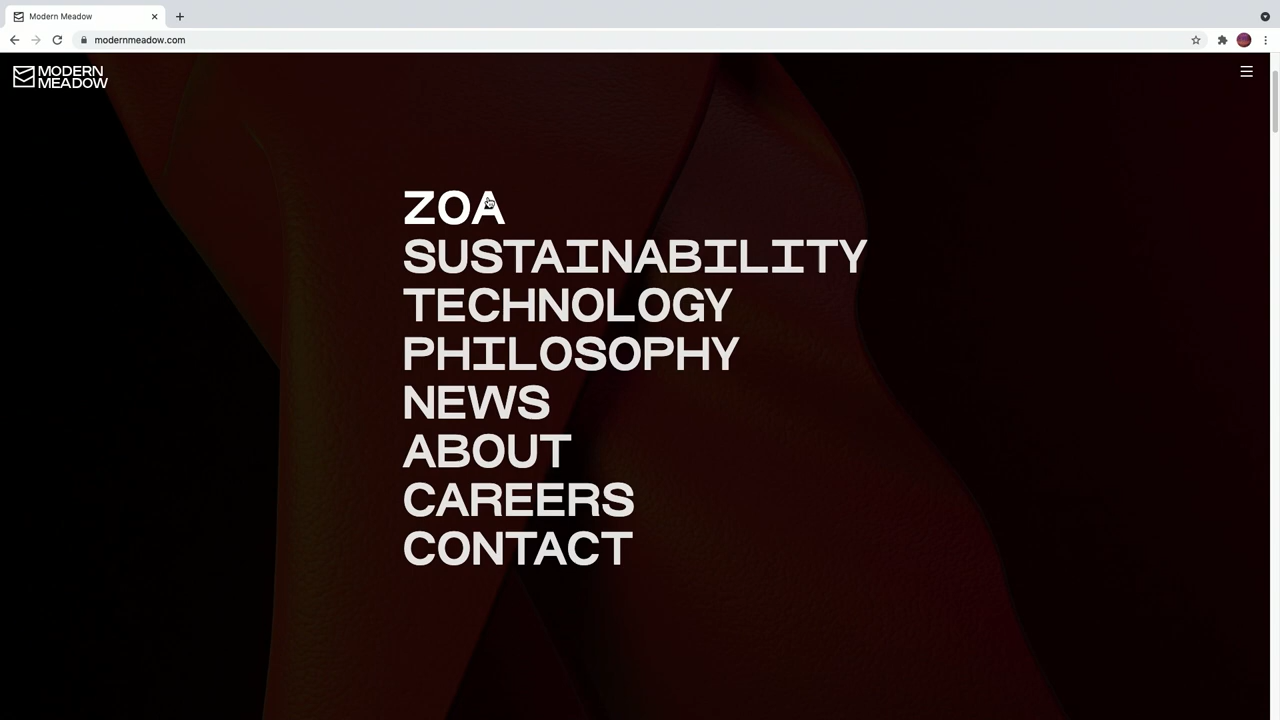 Modern Meadow
modernmeadow.com
MODERN
MEADOW
ZOA
SUSTAINABILITY
TECHNOLOGY
PHILOSOPHY
NEWS
ABOUT
CAREERS
CONTACT